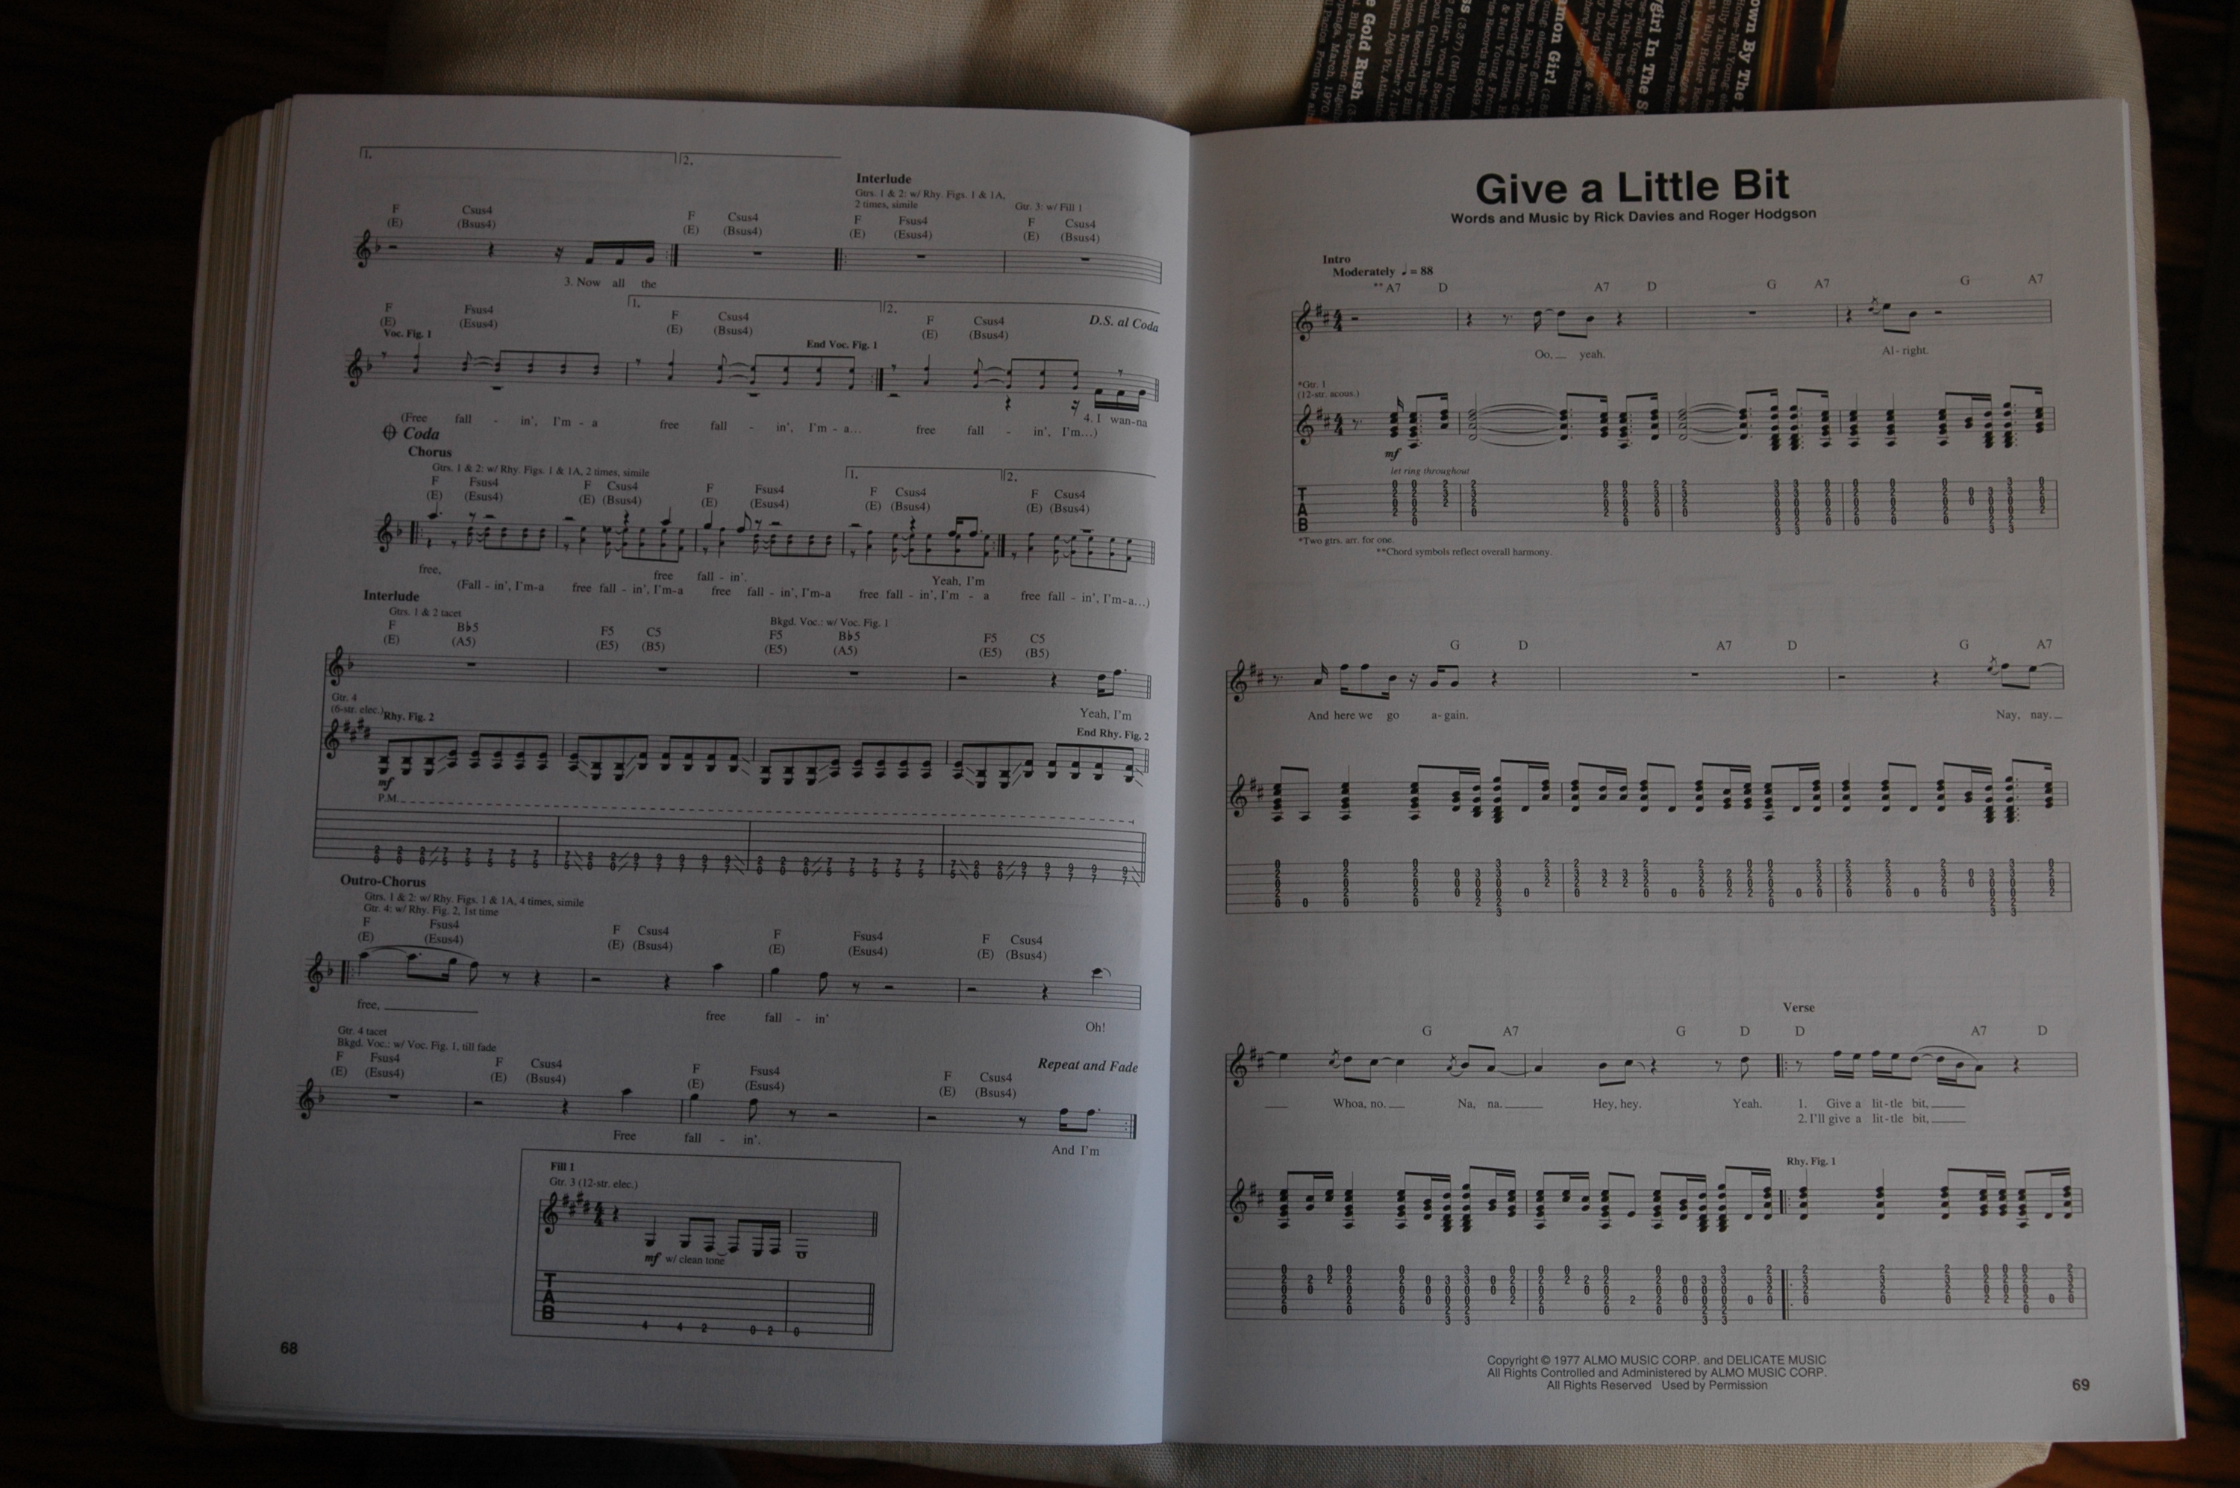 1. 2.
Interlude
Gtrs. 1 & 2: w/ Rhy. Figs. 1 & 1A,
2 times, simile Gtr. 3: w/ Fill 1
F Csus4 F Csus4 F Fsus4 F Csus4
(E) (Bsus4) (E) (Bsus4) (E) (Esus4) (E) (Bsus4)
3. Now all the
1. 2.
F Fsus4 F Csus4 F Csus4 D.S. al Coda
(E) (Esus4) (E) (Bsus4) (E) (Bsus4)
Voc. Fig. 1 End Voc. Fig. 1
4. I wan-na
(Free fall - in', I'm - a free fall - in', I'm - a... free fall - in', I'm...)
Coda
Chorus
Gtrs. 1 & 2: w/ Rhy. Figs. 1 & 1A, 2 times, simile
1. 2.
F Fsus4 F Csus4 F Fsus4 F Csus4 F Csus4
(E) (Esus4) (E) (Bsus4) (E) (Esus4) (E) (Bsus4) (E) (Bsus4)
free, free fall - in'. Yeah, I'm
(Fall - in', I'm-a free fall - in', I'm-a free fall - in', I'm-a free fall - in', I'm - a free fall - in', I'm-a...)
Interlude
Gtrs. 1 & 2 tacet
Bkgd. Voc.: w/ Voc. Fig. 1
F B♭5 F5 C5 F5 B♭5 F5 C5
(E) (A5) (E5) (B5) (E5) (A5) (E5) (B5)
Yeah, I'm
Gtr. 4
(6-str. elec.) Rhy. Fig. 2 End Rhy. Fig. 2
mf
P.M.
Outro-Chorus
Gtrs. 1 & 2: w/ Rhy. Figs. 1 & 1A, 4 times, simile
Gtr. 4: w/ Rhy. Fig. 2, 1st time
F Fsus4 F Csus4 F Fsus4 F Csus4
(E) (Esus4) (E) (Bsus4) (E) (Esus4) (E) (Bsus4)
free, free fall - in' Oh!
Gtr. 4 tacet
Bkgd. Voc.: w/ Voc. Fig. 1, till fade
Repeat and Fade
F Fsus4 F Csus4 F Fsus4 F Csus4
(E) (Esus4) (E) (Bsus4) (E) (Esus4) (E) (Bsus4)
Free fall - in'. And I'm
Fill 1
Gtr. 3 (12-str. elec.)
4 4
mf w/ clean tone
T
A
B
4 4 2 0 2 0
68
Give a Little Bit
Words and Music by Rick Davies and Roger Hodgson
Intro
Moderately ♩ = 88
**A7 D A7 D G A7 G A7
Oo, yeah. Al - right.
*Gtr. 1
(12-str. acous.)
mf
let ring throughout
T
A
B
*Two gtrs. arr. for one.
**Chord symbols reflect overall harmony.
G D A7 D G A7
And here we go a - gain. Nay, nay.
Verse
G A7 G D D A7 D
Whoa, no. Na, na. Hey, hey. Yeah. 1. Give a lit - tle bit,
2. I'll give a lit - tle bit,
Rhy. Fig. 1
Copyright © 1977 ALMO MUSIC CORP. and DELICATE MUSIC
All Rights Controlled and Administered by ALMO MUSIC CORP.
All Rights Reserved Used by Permission
69
own By The
girl In The S
mon Girl
e Gold Rush